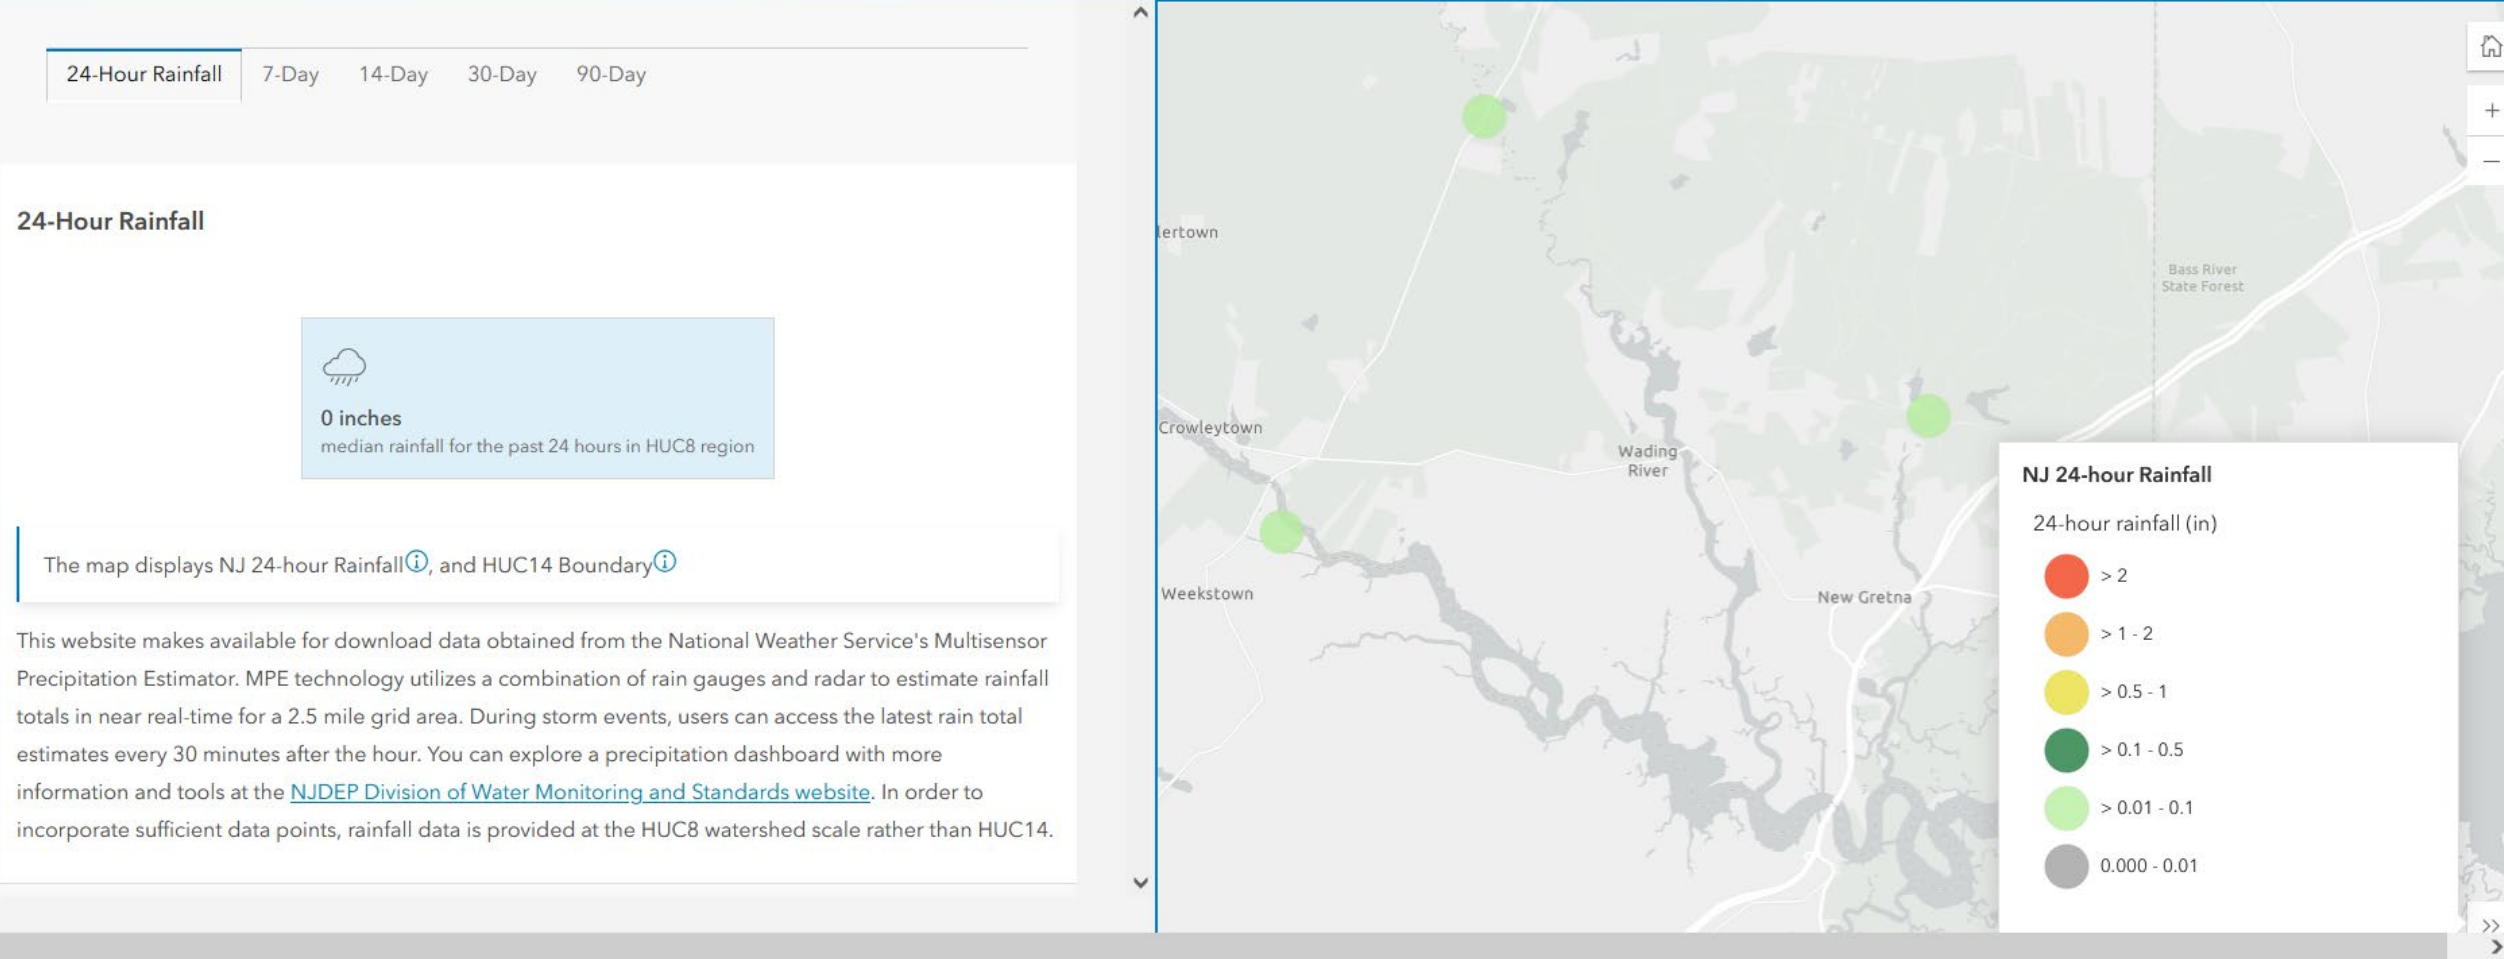 24-Hour Rainfall
7-Day
14-Day
30-Day
90-Day
24-Hour Rainfall
0 inches
median rainfall for the past 24 hours in HUC8 region
The map displays NJ 24-hour Rainfall, and HUC14 Boundary
This website makes available for download data obtained from the National Weather Service's Multisensor
Precipitation Estimator. MPE technology utilizes a combination of rain gauges and radar to estimate rainfall
totals in near real-time for a 2.5 mile grid area. During storm events, users can access the latest rain total
estimates every 30 minutes after the hour. You can explore a precipitation dashboard with more
information and tools at the NJDEP Division of Water Monitoring and Standards website. In order to
incorporate sufficient data points, rainfall data is provided at the HUC8 watershed scale rather than HUC14.
lertown
Bass River
State Forest
Crowleytown
Wading
River
Weekstown
New Gretna
NJ 24-hour Rainfall
24-hour rainfall (in)
> 2
> 1 - 2
> 0.5 - 1
> 0.1 - 0.5
> 0.01 - 0.1
0.000 - 0.01